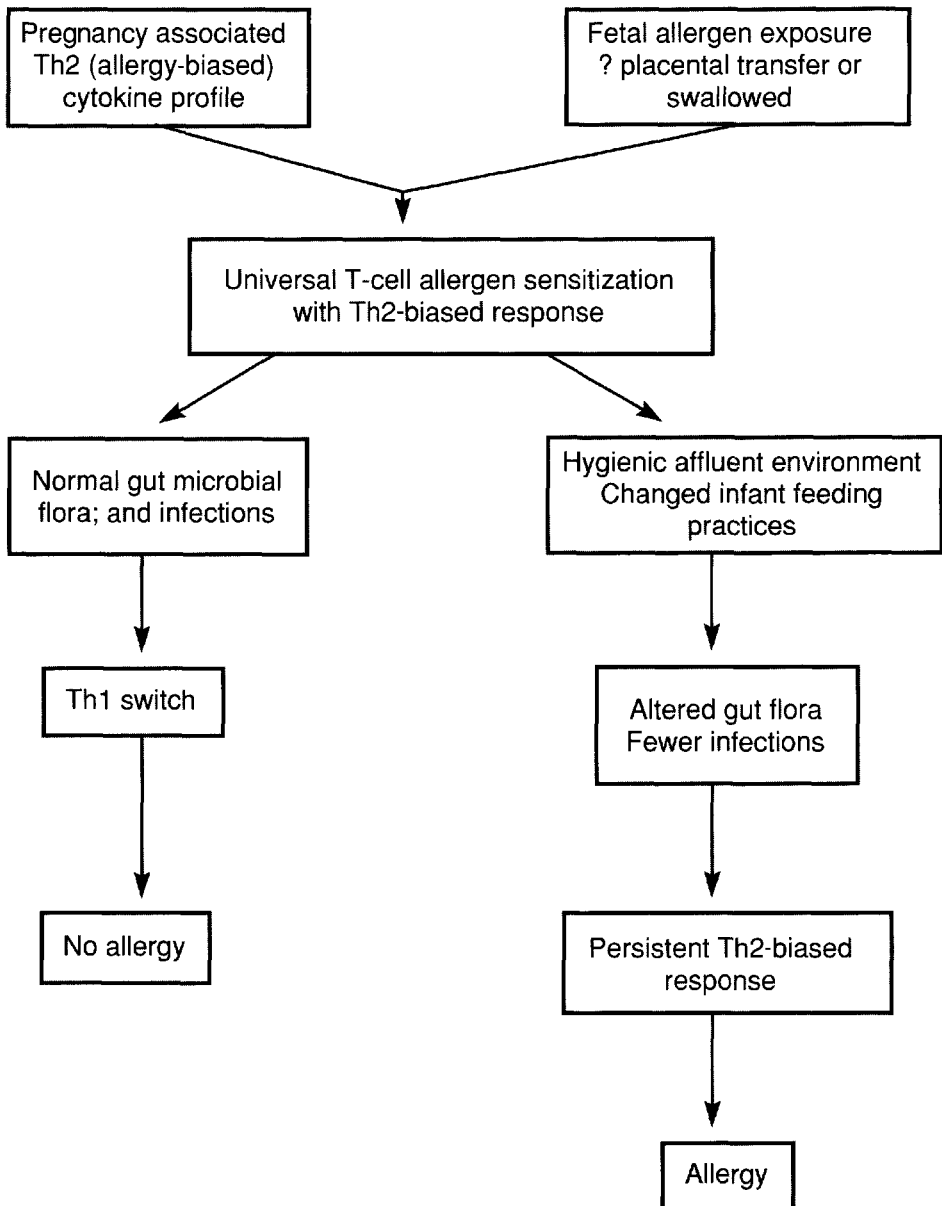 Pregnancy associated
Th2 (allergy-biased)
cytokine profile
Fetal allergen exposure
? placental transfer or
swallowed
Universal T-cell allergen sensitization
with Th2-biased response
Normal gut microbial
flora; and infections
Hygienic affluent environment
Changed infant feeding
practices
Th1 switch
Altered gut flora
Fewer infections
No allergy
Persistent Th2-biased
response
Allergy